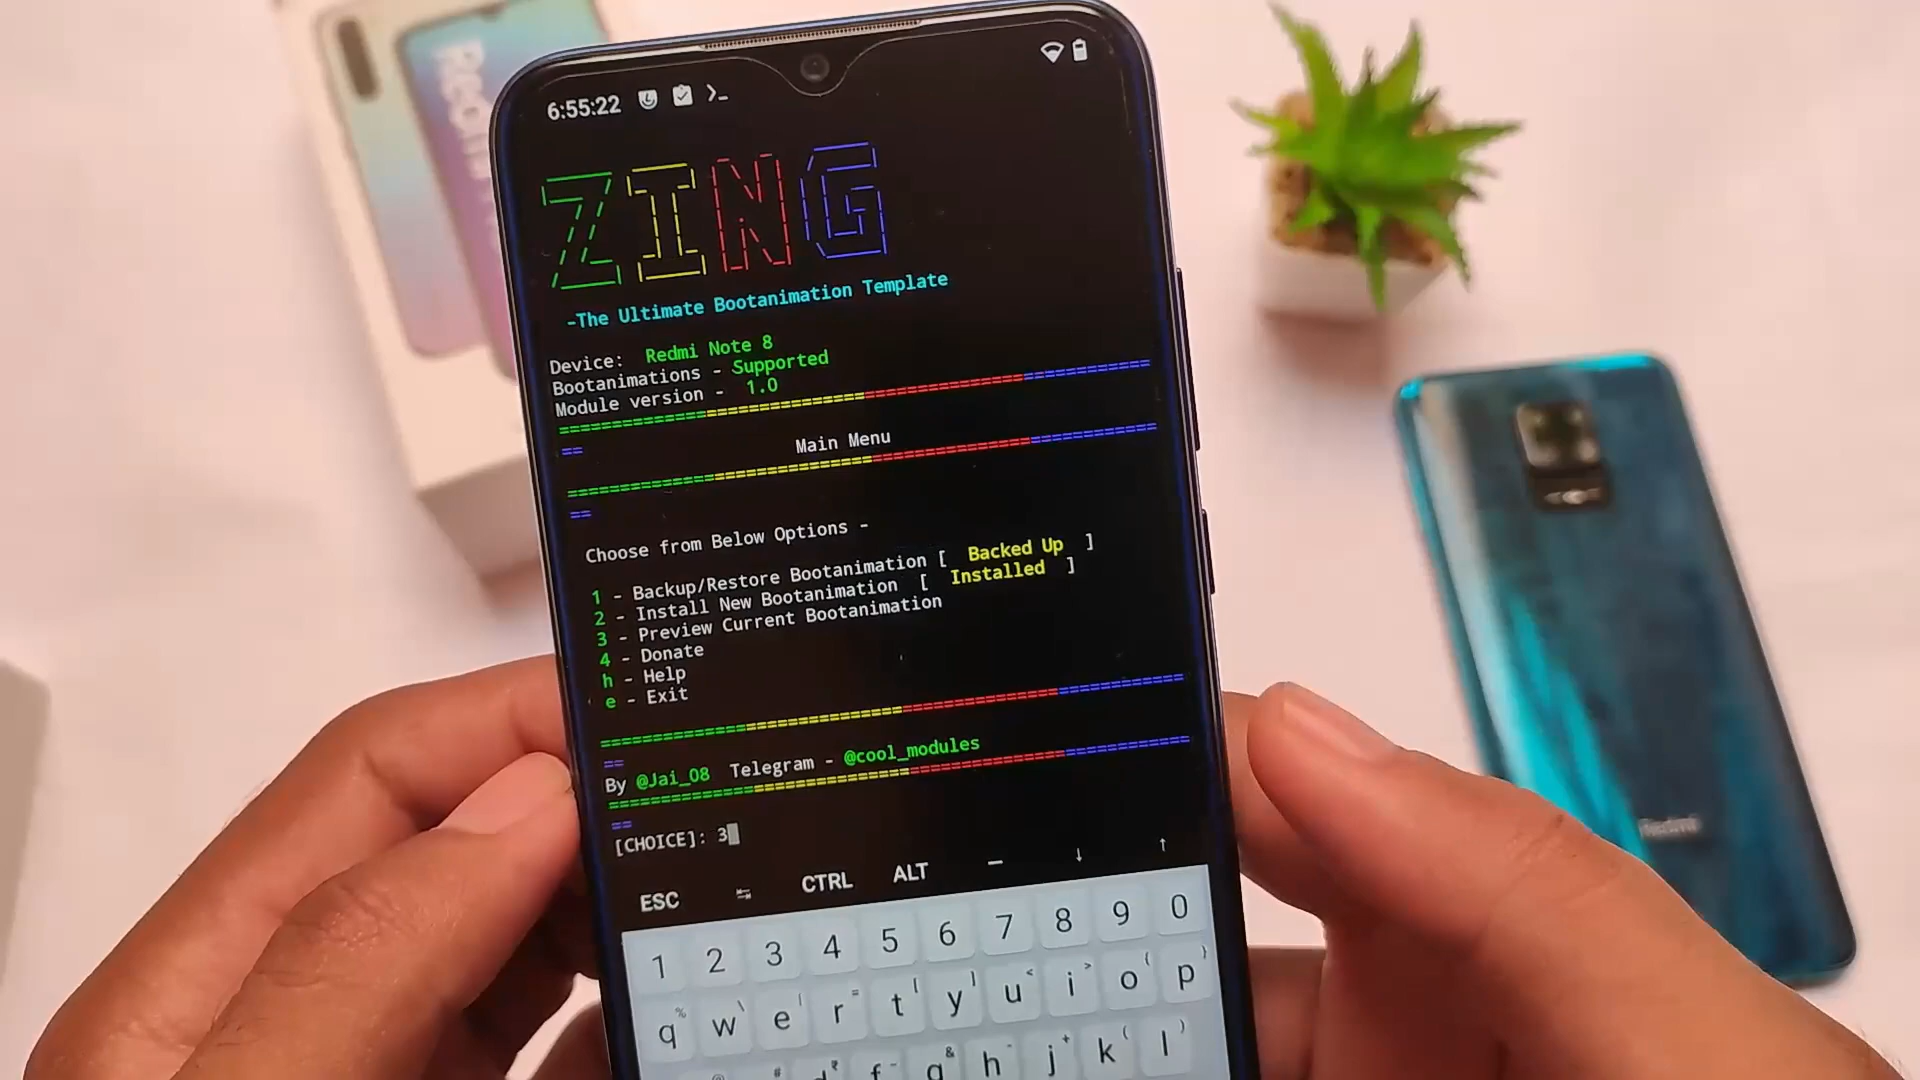 Redmi
6:55:22
ZING
-The Ultimate Bootanimation Template
Device: Redmi Note 8
Bootanimations - Supported
Module version - 1.0
==========================================================
==
Main Menu
==========================================================
==
Choose from Below Options -
1 - Backup/Restore Bootanimation [ Backed Up ]
2 - Install New Bootanimation [ Installed ]
3 - Preview Current Bootanimation
4 - Donate
h - Help
e - Exit
==========================================================
==
By @Jai_08 Telegram - @cool_modules
==========================================================
==
[CHOICE]: 3
ESC CTRL ALT – ↓ ↑
1 2 3 4 5 6 7 8 9 0
q w e r t y u i o p
f g h j k l
Redmi